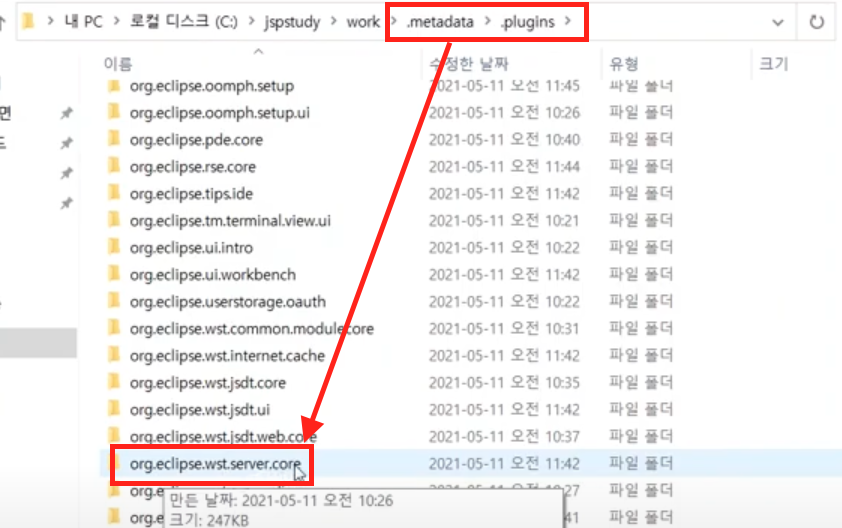 내 PC > 로컬 디스크 (C:) > jspstudy > work > .metadata > .plugins >
이름 수정한 날짜 유형 크기
org.eclipse.oomph.setup 2021-05-11 오전 11:45 파일 폴더
org.eclipse.oomph.setup.ui 2021-05-11 오전 10:26 파일 폴더
org.eclipse.pde.core 2021-05-11 오전 10:40 파일 폴더
org.eclipse.rse.core 2021-05-11 오전 11:44 파일 폴더
org.eclipse.tips.ide 2021-05-11 오전 11:42 파일 폴더
org.eclipse.tm.terminal.view.ui 2021-05-11 오전 10:21 파일 폴더
org.eclipse.ui.intro 2021-05-11 오전 10:22 파일 폴더
org.eclipse.ui.workbench 2021-05-11 오전 11:42 파일 폴더
org.eclipse.userstorage.oauth 2021-05-11 오전 10:22 파일 폴더
org.eclipse.wst.common.modulecore 2021-05-11 오전 10:31 파일 폴더
org.eclipse.wst.internet.cache 2021-05-11 오전 11:42 파일 폴더
org.eclipse.wst.jsdt.core 2021-05-11 오전 10:35 파일 폴더
org.eclipse.wst.jsdt.ui 2021-05-11 오전 11:42 파일 폴더
org.eclipse.wst.jsdt.web.core 2021-05-11 오전 10:37 파일 폴더
org.eclipse.wst.server.core 2021-05-11 오전 11:42 파일 폴더
org.e :27 파일 폴더
만든 날짜: 2021-05-11 오전 10:26
org.e :41 파일 폴더
크기: 247KB